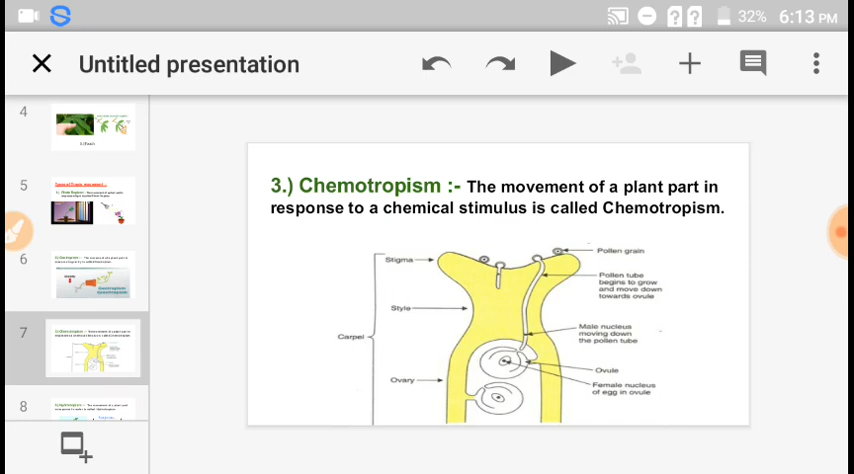 32% 6:13 PM
Untitled presentation
4
5
6
7
8
3.) Chemotropism :- The movement of a plant part in
response to a chemical stimulus is called Chemotropism.
Pollen grain
Stigma
Pollen tube
begins to grow
and move down
towards ovule
Style
Male nucleus
moving down
the pollen tube
Carpel
Ovule
Ovary
Female nucleus
of egg in ovule